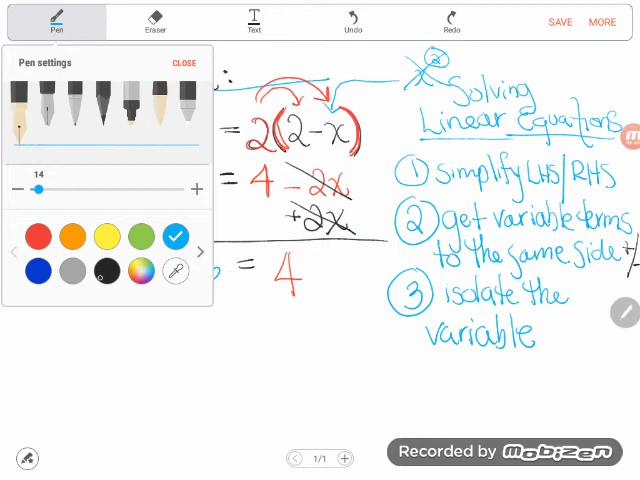 Pen
Eraser
Text
Undo
Redo
SAVE
MORE
Pen settings
CLOSE
14
= 2(2-x)
= 4 -2x
+2x
= 4
x②
Solving
Linear Equations
① simplify LHS/RHS
② get variable terms
to the same side +/-
③ isolate the
variable
1/1
Recorded by mobizen